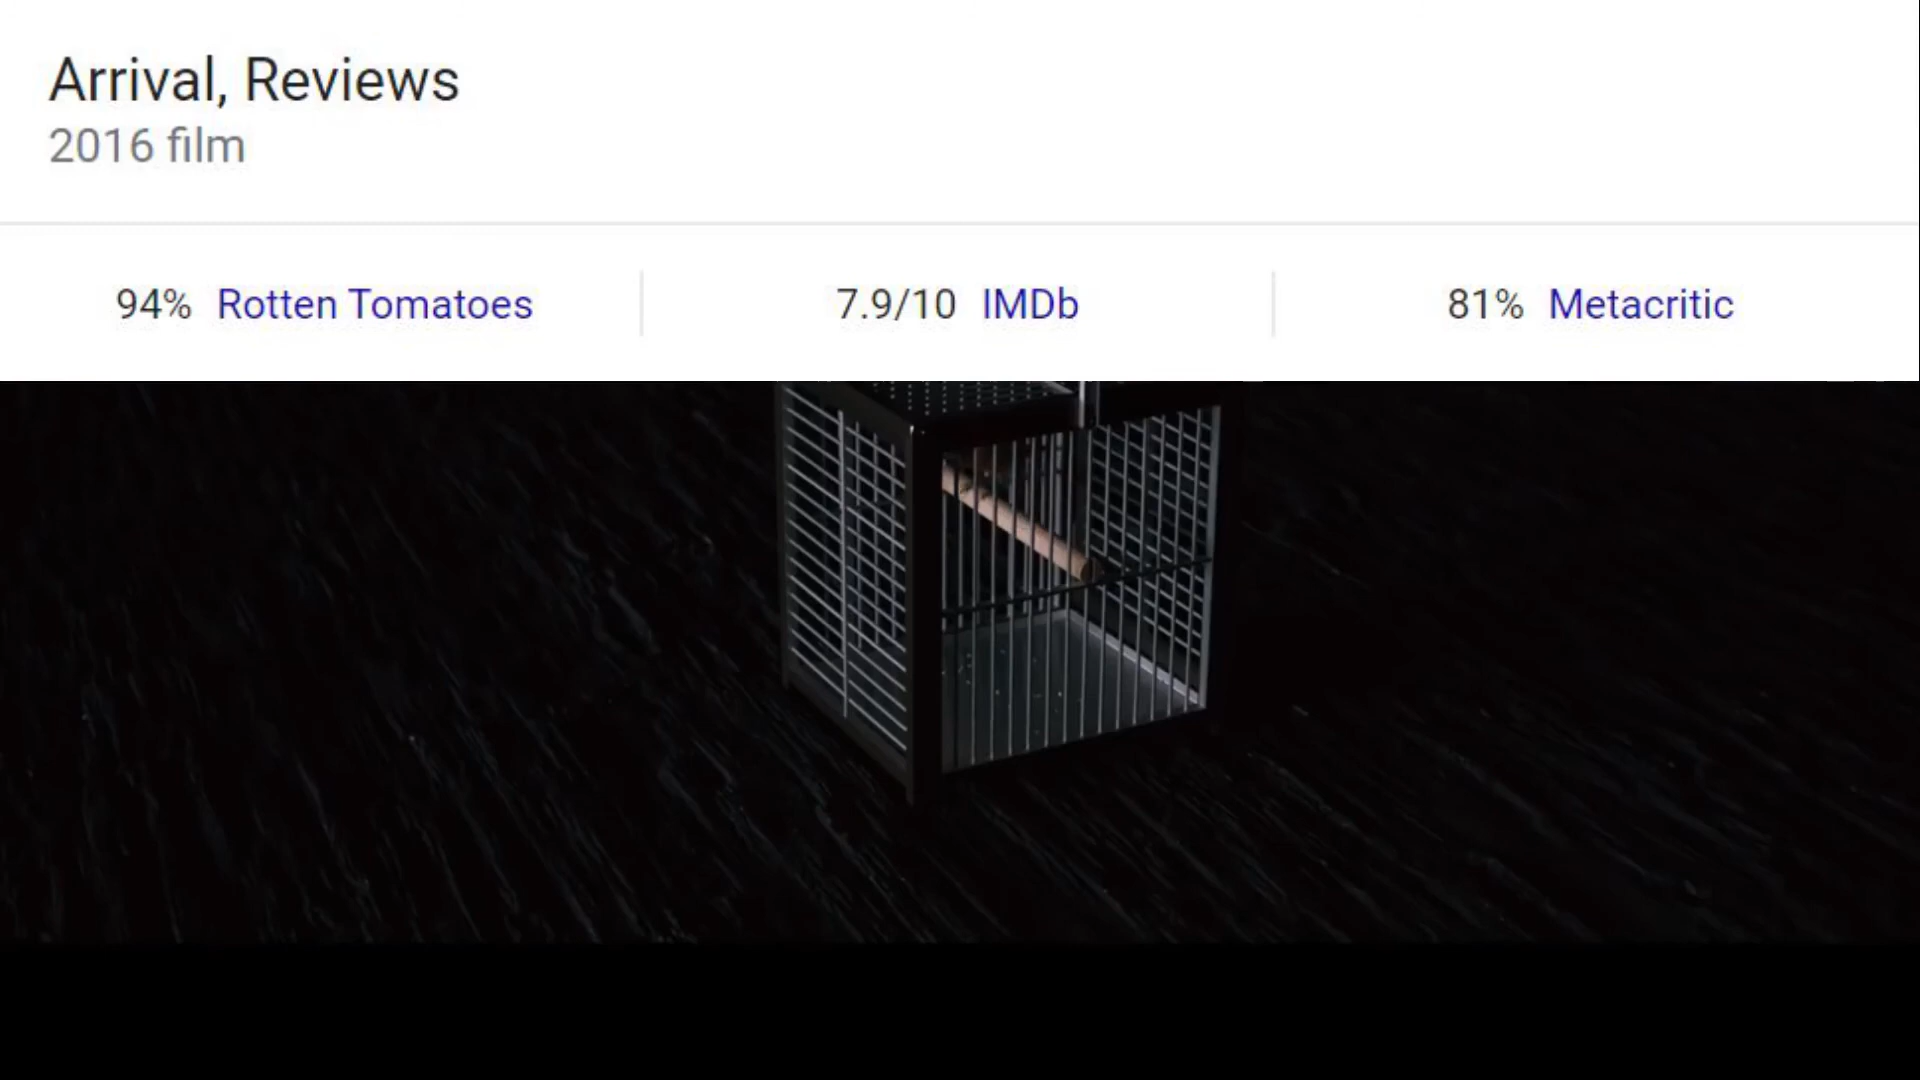 Arrival, Reviews
2016 film
94% Rotten Tomatoes
7.9/10 IMDb
81% Metacritic